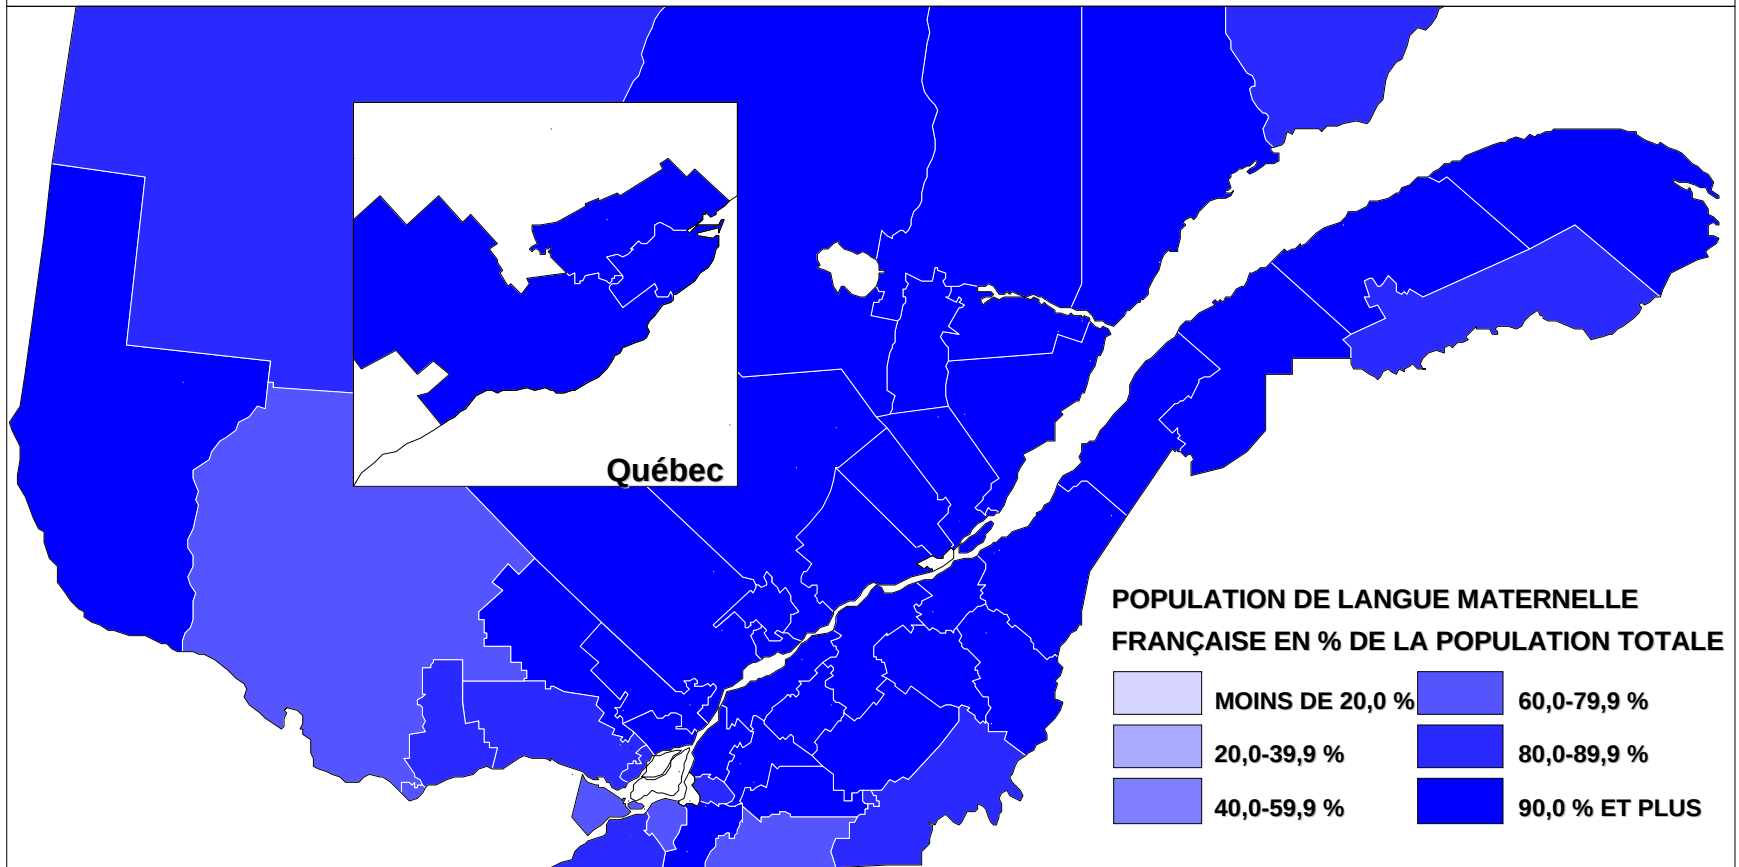 Québec
POPULATION DE LANGUE MATERNELLE
FRANÇAISE EN % DE LA POPULATION TOTALE
MOINS DE 20,0 %
20,0-39,9 %
40,0-59,9 %
60,0-79,9 %
80,0-89,9 %
90,0 % ET PLUS